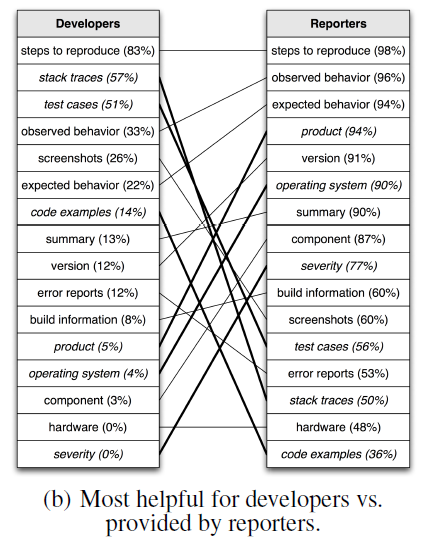 Developers
steps to reproduce (83%)
stack traces (57%)
test cases (51%)
observed behavior (33%)
screenshots (26%)
expected behavior (22%)
code examples (14%)
summary (13%)
version (12%)
error reports (12%)
build information (8%)
product (5%)
operating system (4%)
component (3%)
hardware (0%)
severity (0%)
Reporters
steps to reproduce (98%)
observed behavior (96%)
expected behavior (94%)
product (94%)
version (91%)
operating system (90%)
summary (90%)
component (87%)
severity (77%)
build information (60%)
screenshots (60%)
test cases (56%)
error reports (53%)
stack traces (50%)
hardware (48%)
code examples (36%)
(b) Most helpful for developers vs.
provided by reporters.